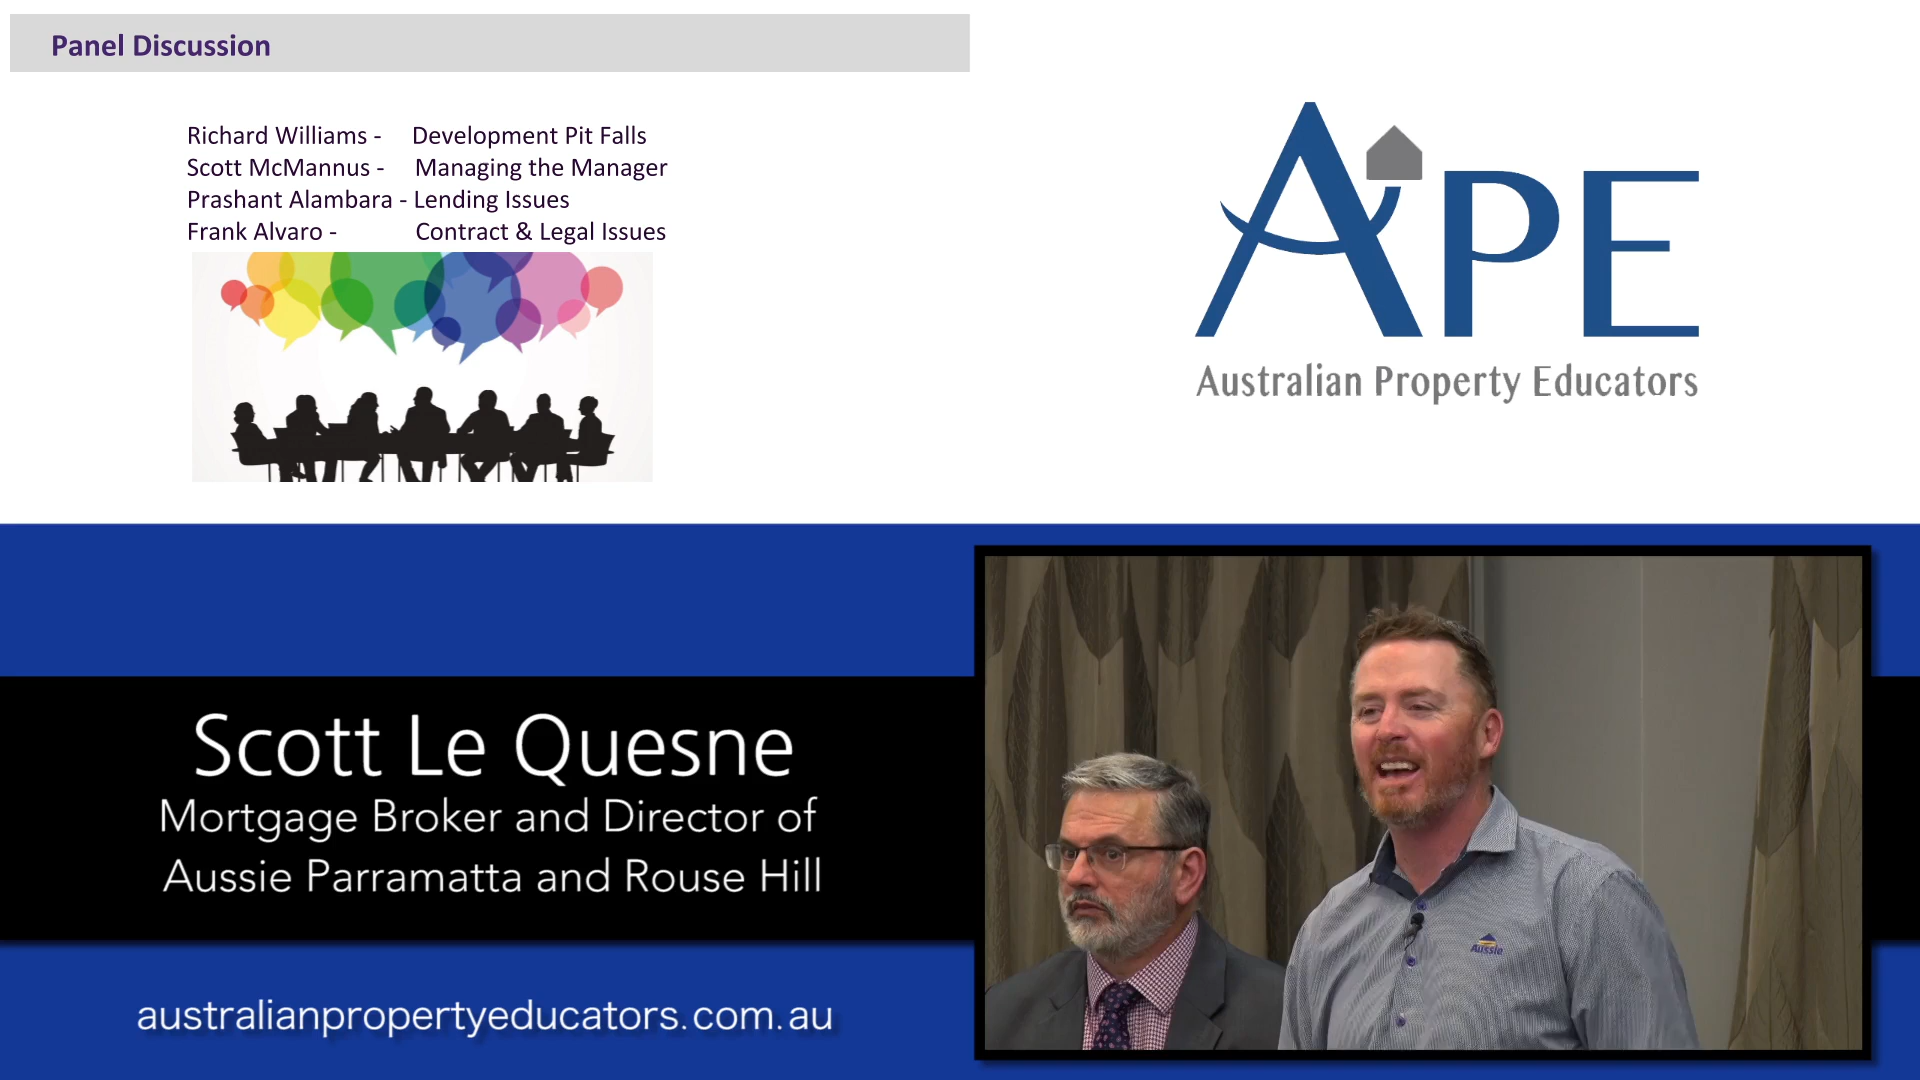 Panel Discussion
Richard Williams - Development Pit Falls
Scott McMannus - Managing the Manager
Prashant Alambara - Lending Issues
Frank Alvaro - Contract & Legal Issues
APE
Australian Property Educators
Scott Le Quesne
Mortgage Broker and Director of
Aussie Parramatta and Rouse Hill
australianpropertyeducators.com.au
Aussie